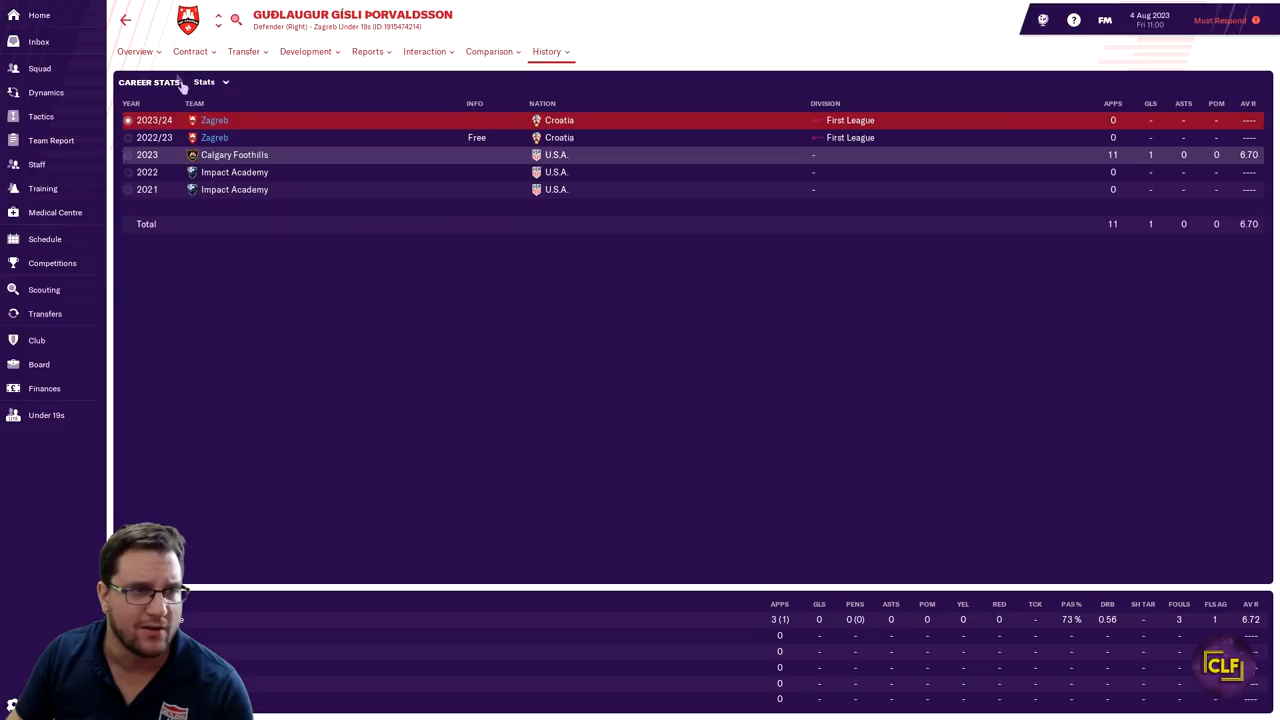 Home
Inbox
Squad
Dynamics
Tactics
Team Report
Staff
Training
Medical Centre
Schedule
Competitions
Scouting
Transfers
Club
Board
Finances
Under 19s
GUÐLAUGUR GÍSLI ÞORVALDSSON
Defender (Right) - Zagreb Under 19s (ID:1915474214)
? FM 4 Aug 2023 Must Respond !
Fri 11:00
Overview Contract Transfer Development Reports Interaction Comparison History
CAREER STATS Stats
YEAR TEAM INFO NATION DIVISION APPS GLS ASTS POM AV R
2023/24 Zagreb Croatia First League 0 - - - ----
2022/23 Zagreb Free Croatia First League 0 - - - ----
2023 Calgary Foothills U.S.A. - 11 1 0 0 6.70
2022 Impact Academy U.S.A. - 0 - - - ----
2021 Impact Academy U.S.A. - 0 - - - ----
Total 11 1 0 0 6.70
APPS GLS PENS ASTS POM YEL RED TCK PAS % DRB SH TAR FOULS FLS AG AV R
3 (1) 0 0 (0) 0 0 0 0 - 73 % 0.56 - 3 1 6.72
0 - - - - - - - - - - - - ----
0 - - - - - - - - - - - - ----
0 - - - - - - - - - - - - ----
0 - - - - - - - - - - - - ----
0 - - - - - - - - - - - - ----
CLF